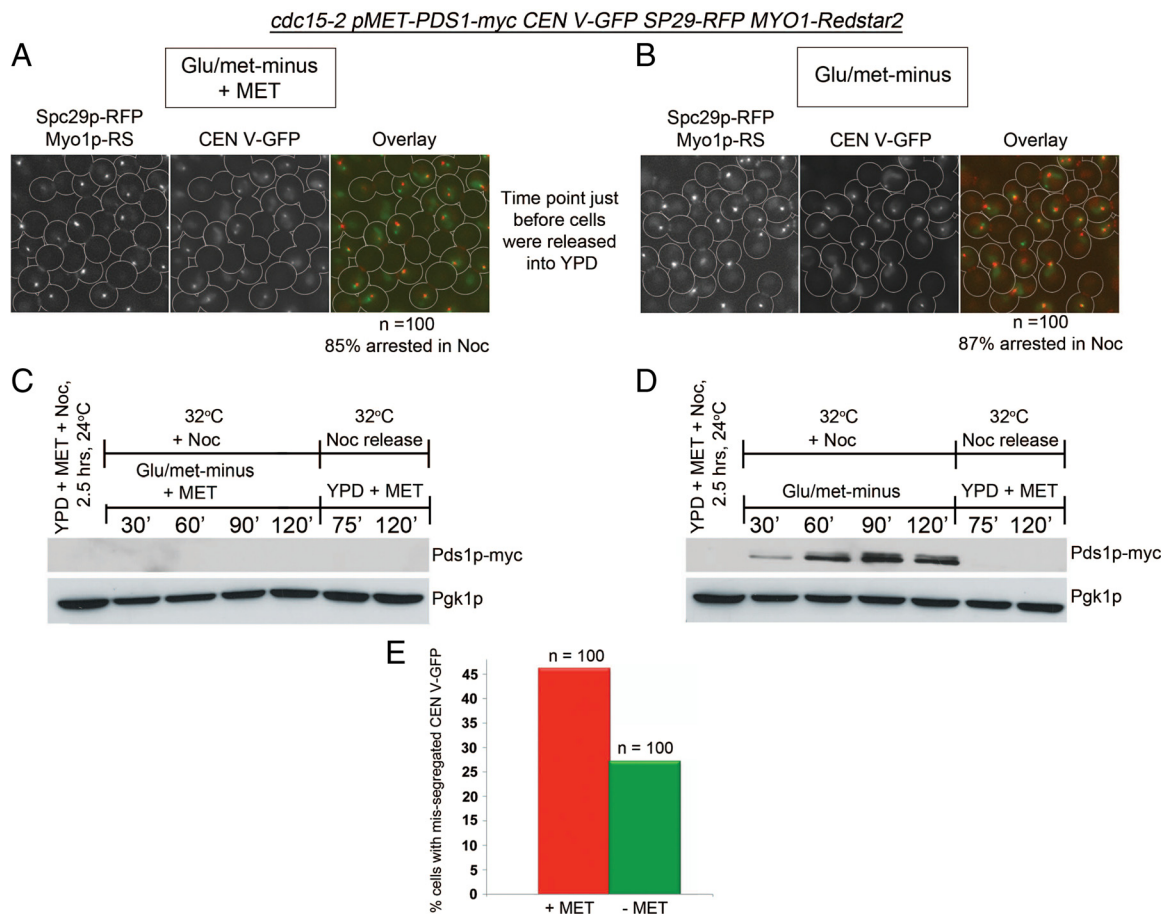 cdc15-2 pMET-PDS1-myc CEN V-GFP SP29-RFP MYO1-Redstar2
A
Glu/met-minus
+ MET
Spc29p-RFP
Myo1p-RS
CEN V-GFP
Overlay
n =100
85% arrested in Noc
Time point just
before cells
were released
into YPD
B
Glu/met-minus
Spc29p-RFP
Myo1p-RS
CEN V-GFP
Overlay
n =100
87% arrested in Noc
C
YPD + MET + Noc,
2.5 hrs, 24°C
32°C
+ Noc
32°C
Noc release
Glu/met-minus
+ MET
YPD + MET
30' 60' 90' 120' 75' 120'
Pds1p-myc
Pgk1p
D
YPD + MET + Noc,
2.5 hrs, 24°C
32°C
+ Noc
32°C
Noc release
Glu/met-minus
YPD + MET
30' 60' 90' 120' 75' 120'
Pds1p-myc
Pgk1p
E
% cells with mis-segregated CEN V-GFP
45
40
35
30
25
20
15
10
5
0
n = 100
n = 100
+ MET
- MET